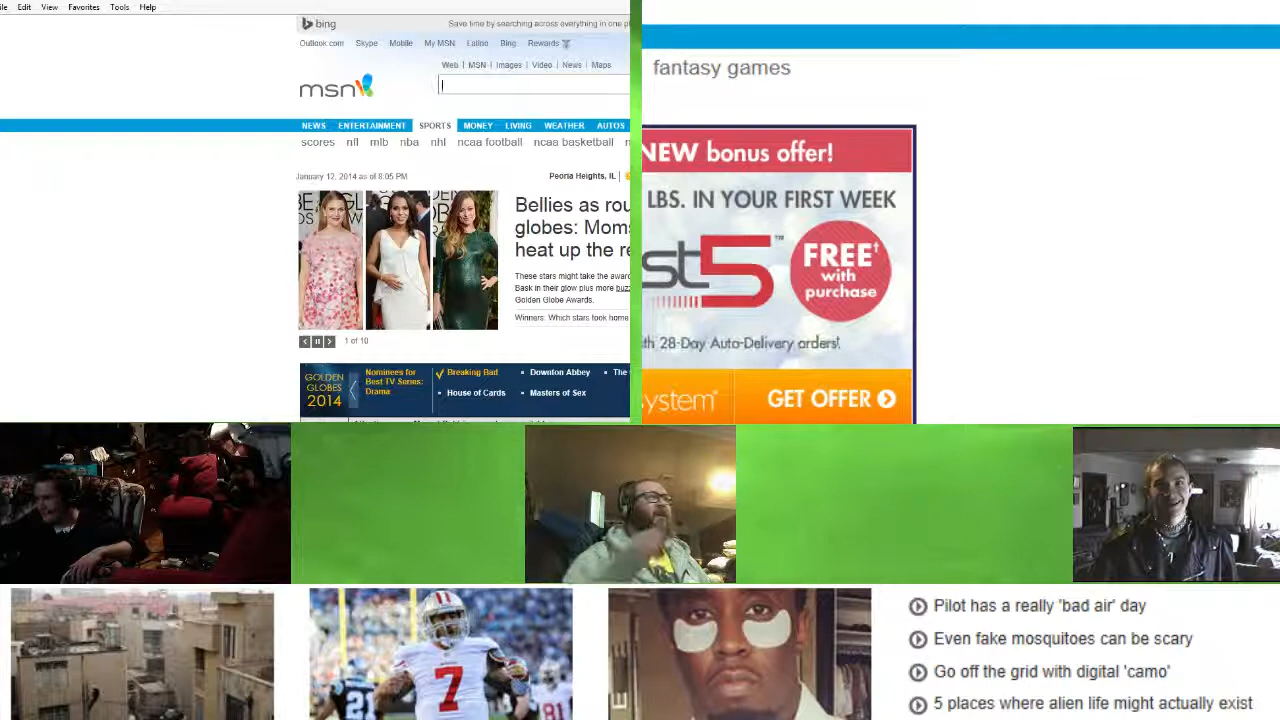 Edit View Favorites Tools Help
bing
Save time by searching across everything in one
Outlook.com Skype Mobile My MSN Latino Bing Rewards
Web | MSN | Images | Video | News | Maps
msn
NEWS ENTERTAINMENT SPORTS MONEY LIVING WEATHER AUTOS
scores nfl mlb nba nhl ncaa football ncaa basketball
January 12, 2014 as of 8:05 PM
Peoria Heights, IL
Bellies as rou
globes: Moms
heat up the re
These stars might take the awar
Bask in their glow plus more buzz
Golden Globe Awards.
Winners: Which stars took home
1 of 10
GOLDEN
GLOBES
2014
Nominees for
Best TV Series:
Drama
Breaking Bad
Downton Abbey
The
House of Cards
Masters of Sex
fantasy games
NEW bonus offer!
LBS. IN YOUR FIRST WEEK
st5™
FREE†
with
purchase
th 28-Day Auto-Delivery orders‡.
system®
GET OFFER
7
21
81
Pilot has a really 'bad air' day
Even fake mosquitoes can be scary
Go off the grid with digital 'camo'
5 places where alien life might actually exist